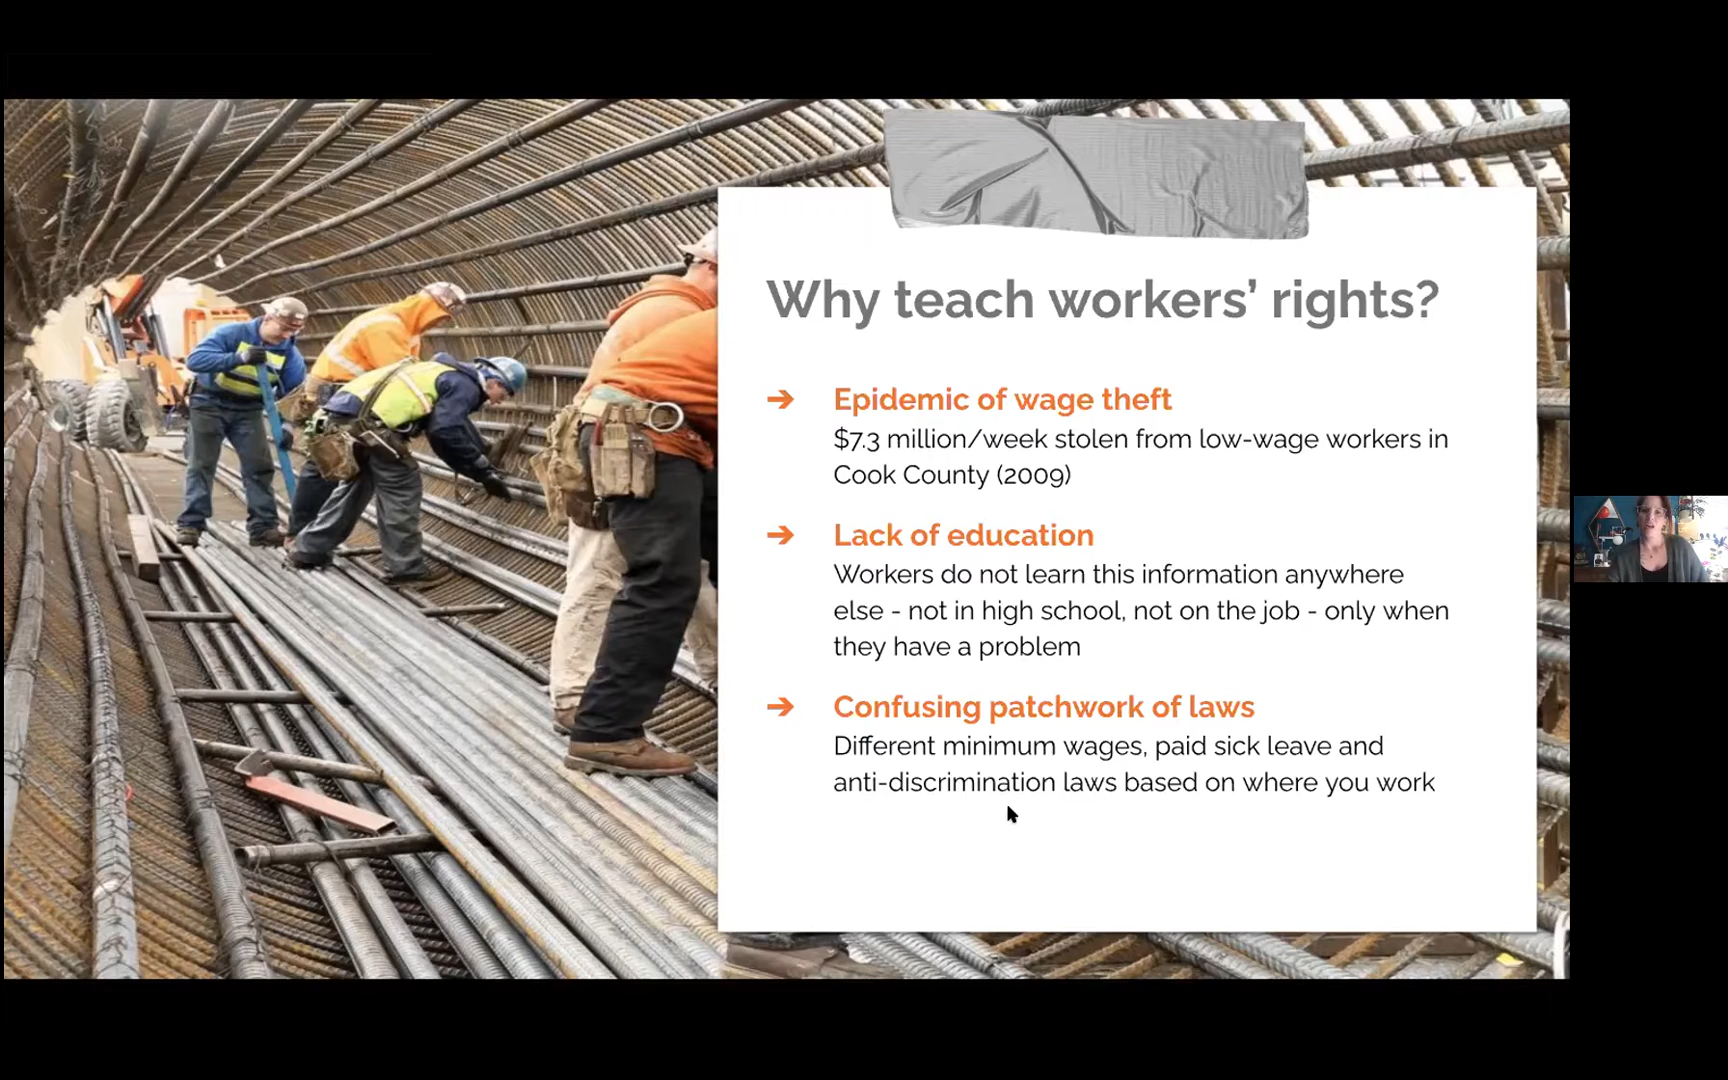 Why teach workers’ rights?
➔ Epidemic of wage theft
$7.3 million/week stolen from low-wage workers in
Cook County (2009)
➔ Lack of education
Workers do not learn this information anywhere
else - not in high school, not on the job - only when
they have a problem
➔ Confusing patchwork of laws
Different minimum wages, paid sick leave and
anti-discrimination laws based on where you work